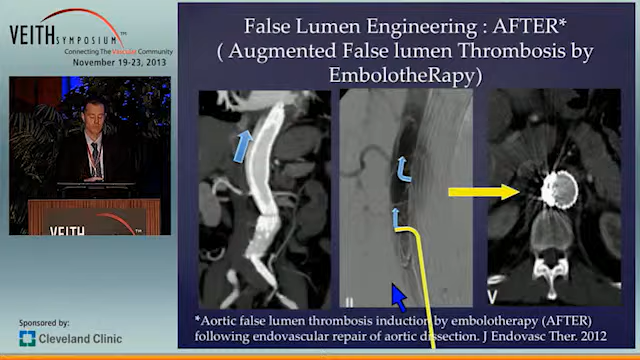 VEITHSYMPOSIUM™
Connecting The Vascular Community
November 19-23, 2013
VEITH
Sponsored by:
Cleveland Clinic
False Lumen Engineering : AFTER*
( Augmented False lumen Thrombosis by
EmbolotheRapy)
II
V
*Aortic false lumen thrombosis induction by embolotherapy (AFTER)
following endovascular repair of aortic dissection. J Endovasc Ther. 2012